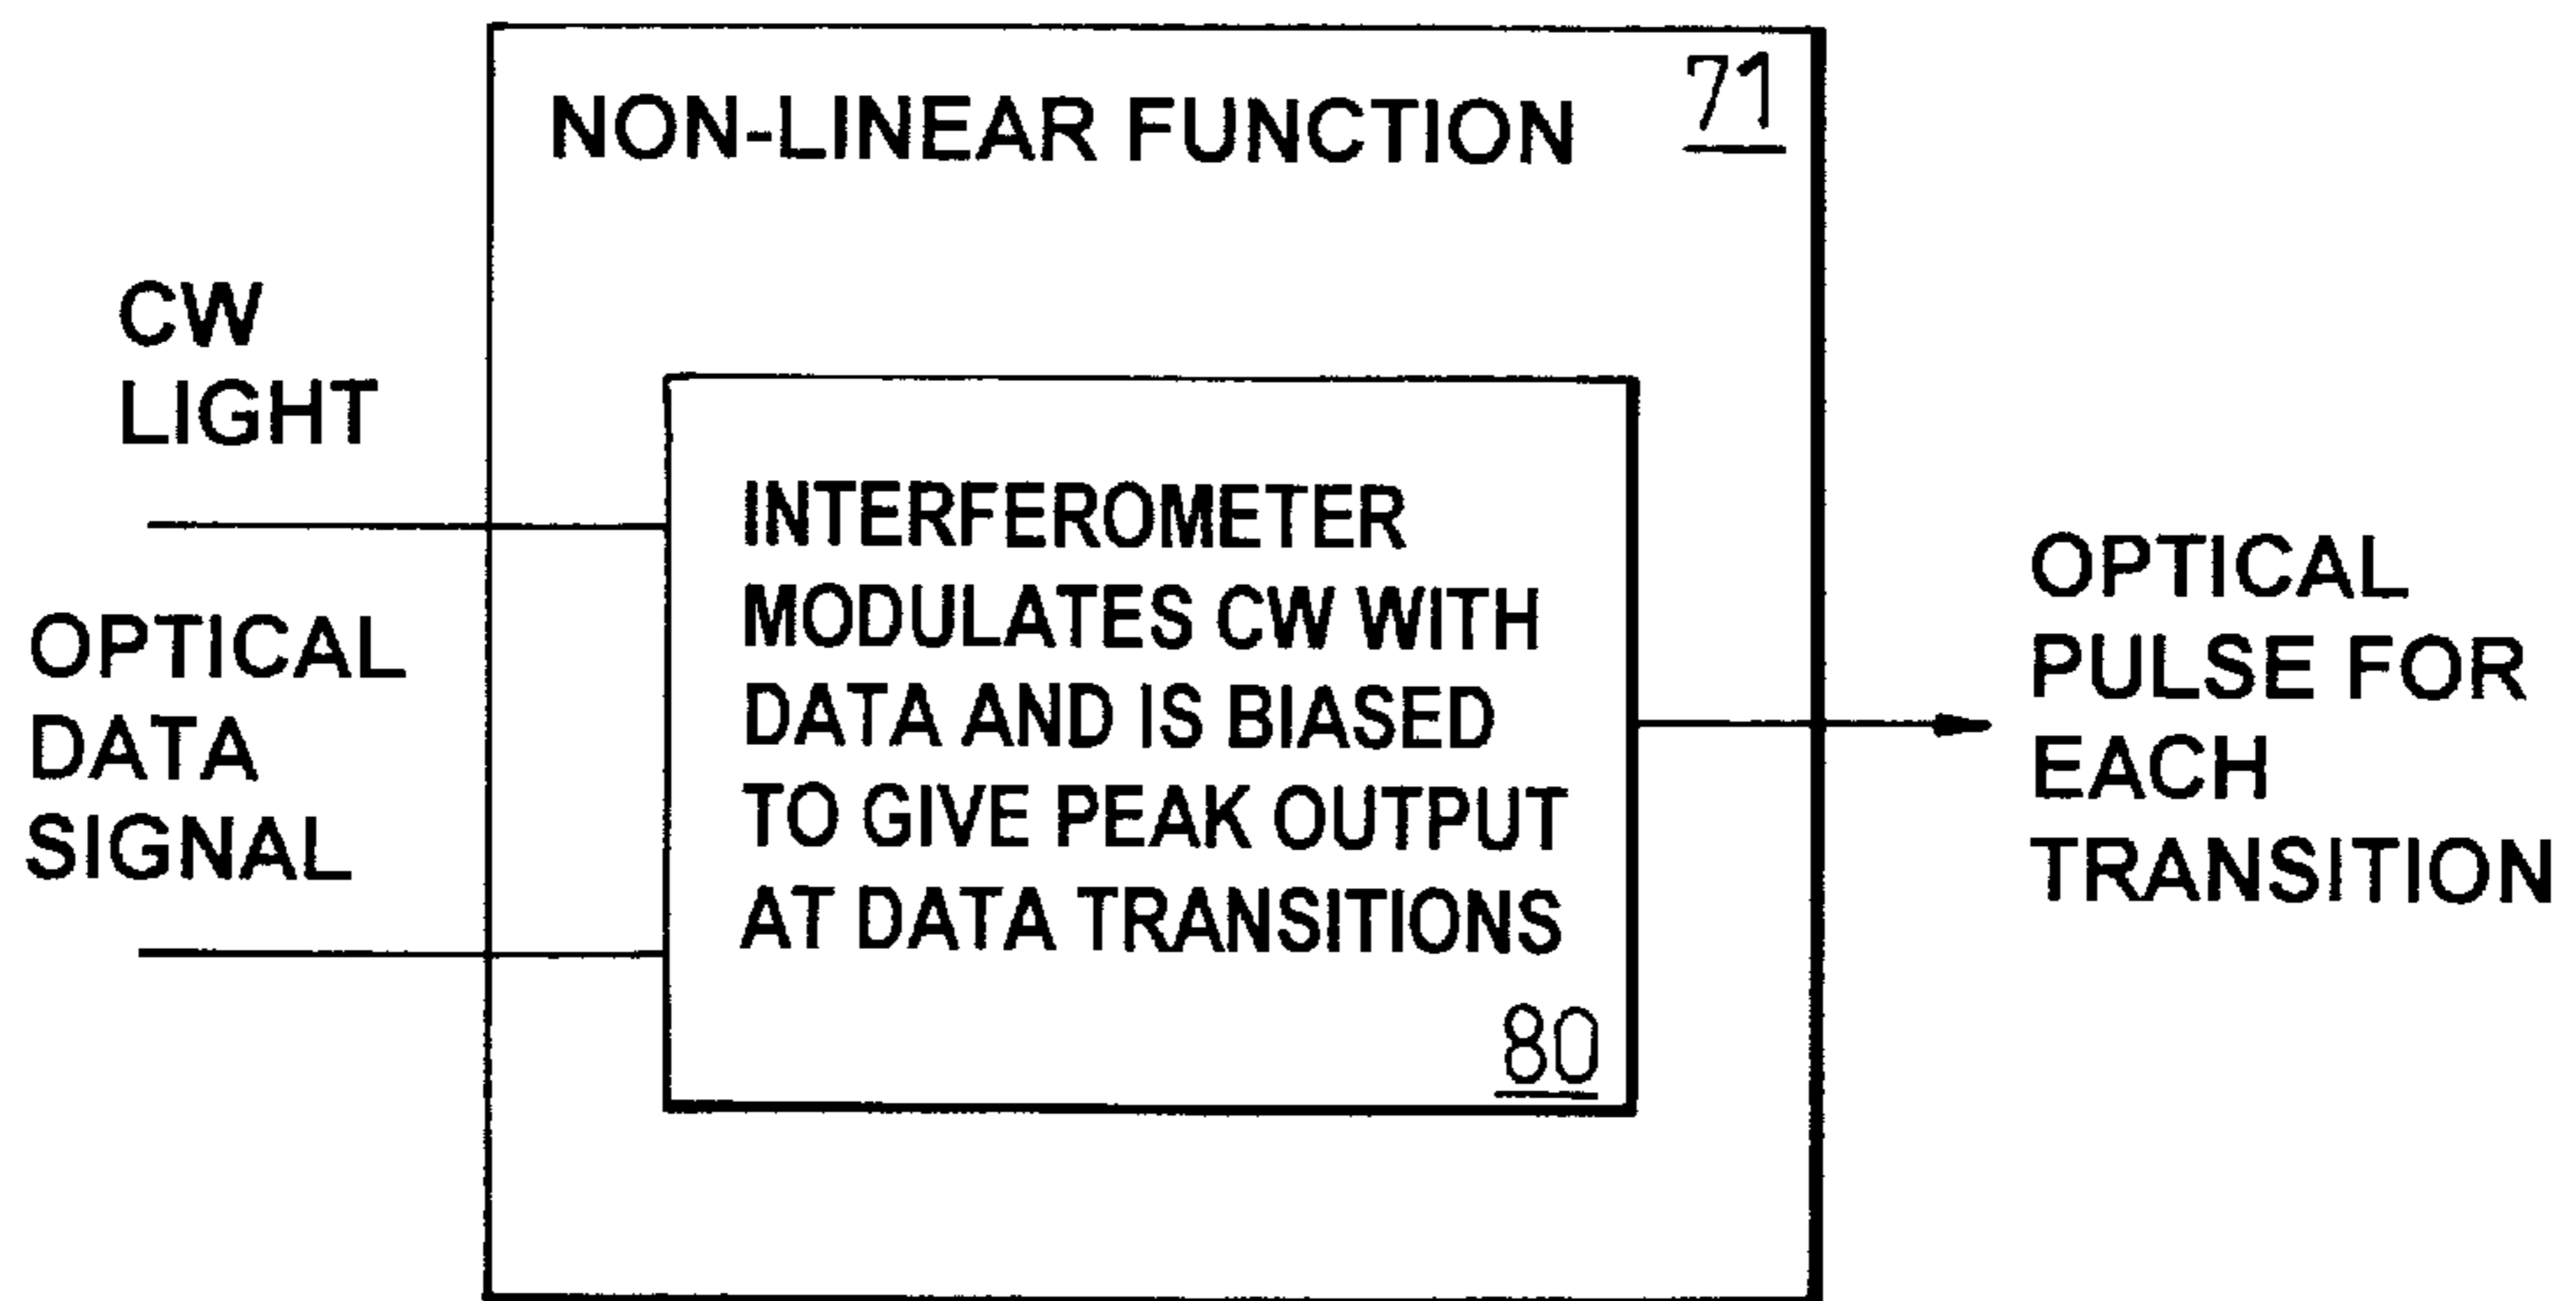 NON-LINEAR FUNCTION
71
CW
LIGHT
OPTICAL
DATA
SIGNAL
INTERFEROMETER
MODULATES CW WITH
DATA AND IS BIASED
TO GIVE PEAK OUTPUT
AT DATA TRANSITIONS
80
OPTICAL
PULSE FOR
EACH
TRANSITION